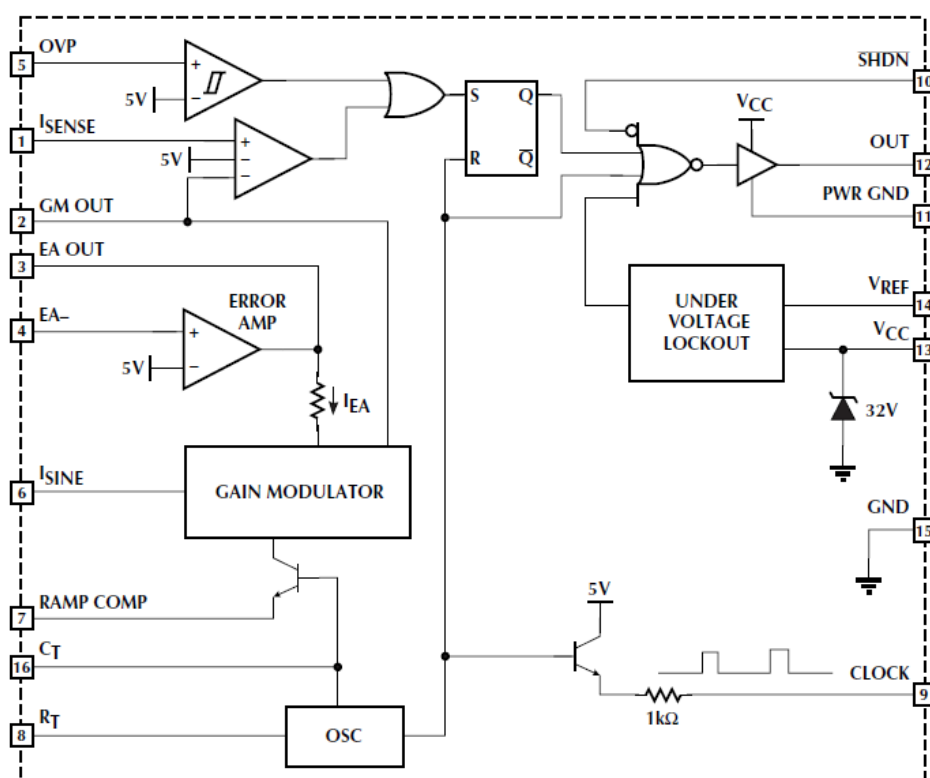 OVP
5
5V
+
−
ISENSE
1
5V
+
−
−
GM OUT
2
EA OUT
3
EA–
4
ERROR
AMP
5V
+
−
IEA
ISINE
6
GAIN MODULATOR
RAMP COMP
7
CT
16
RT
8
OSC
S Q
R Q̅
S̅H̅D̅N̅
10
VCC
OUT
12
PWR GND
11
UNDER
VOLTAGE
LOCKOUT
VREF
14
VCC
13
32V
GND
15
5V
CLOCK
9
1kΩ